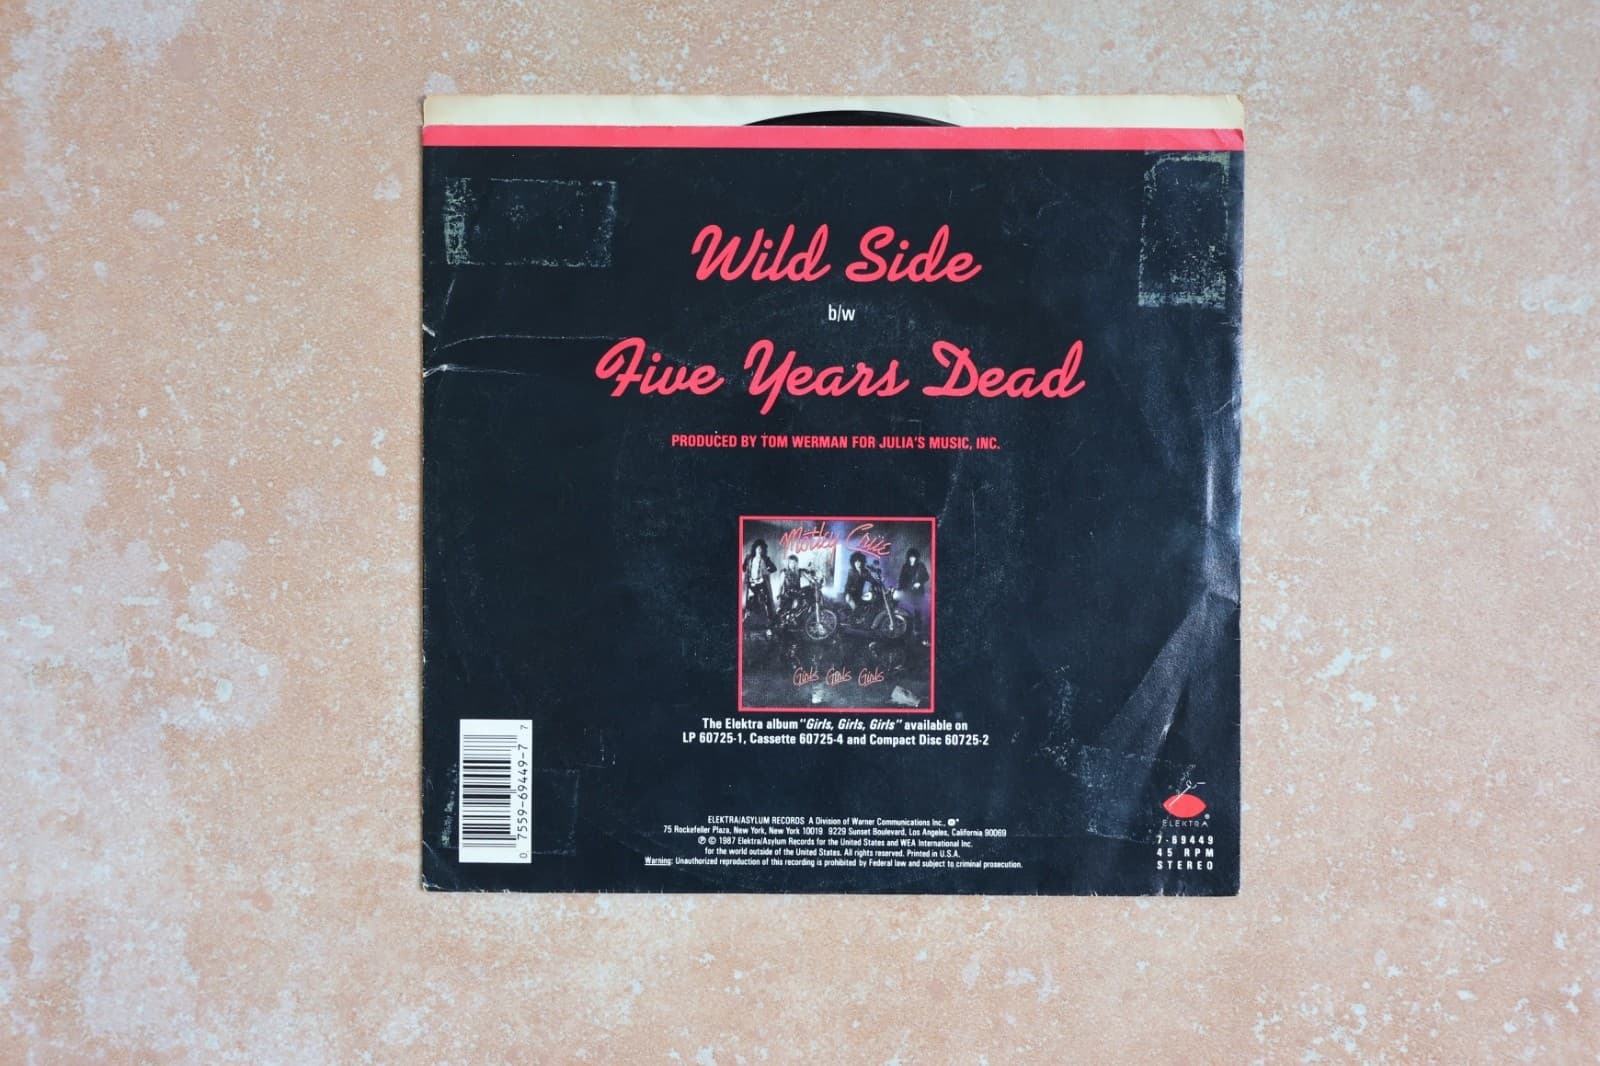 Wild Side
b/w
Five Years Dead
PRODUCED BY TOM WERMAN FOR JULIA'S MUSIC, INC.
Mötley Crüe
Girls Girls Girls
The Elektra album "Girls, Girls, Girls" available on
LP 60725-1, Cassette 60725-4 and Compact Disc 60725-2
0 7559-69449-7 7
ELEKTRA/ASYLUM RECORDS A Division of Warner Communications Inc.,
75 Rockefeller Plaza, New York, New York 10019 9229 Sunset Boulevard, Los Angeles, California 90069
℗ © 1987 Elektra/Asylum Records for the United States and WEA International Inc.
for the world outside of the United States. All rights reserved. Printed in U.S.A.
Warning: Unauthorized reproduction of this recording is prohibited by Federal law and subject to criminal prosecution.
ELEKTRA®
7-69449
45 RPM
STEREO